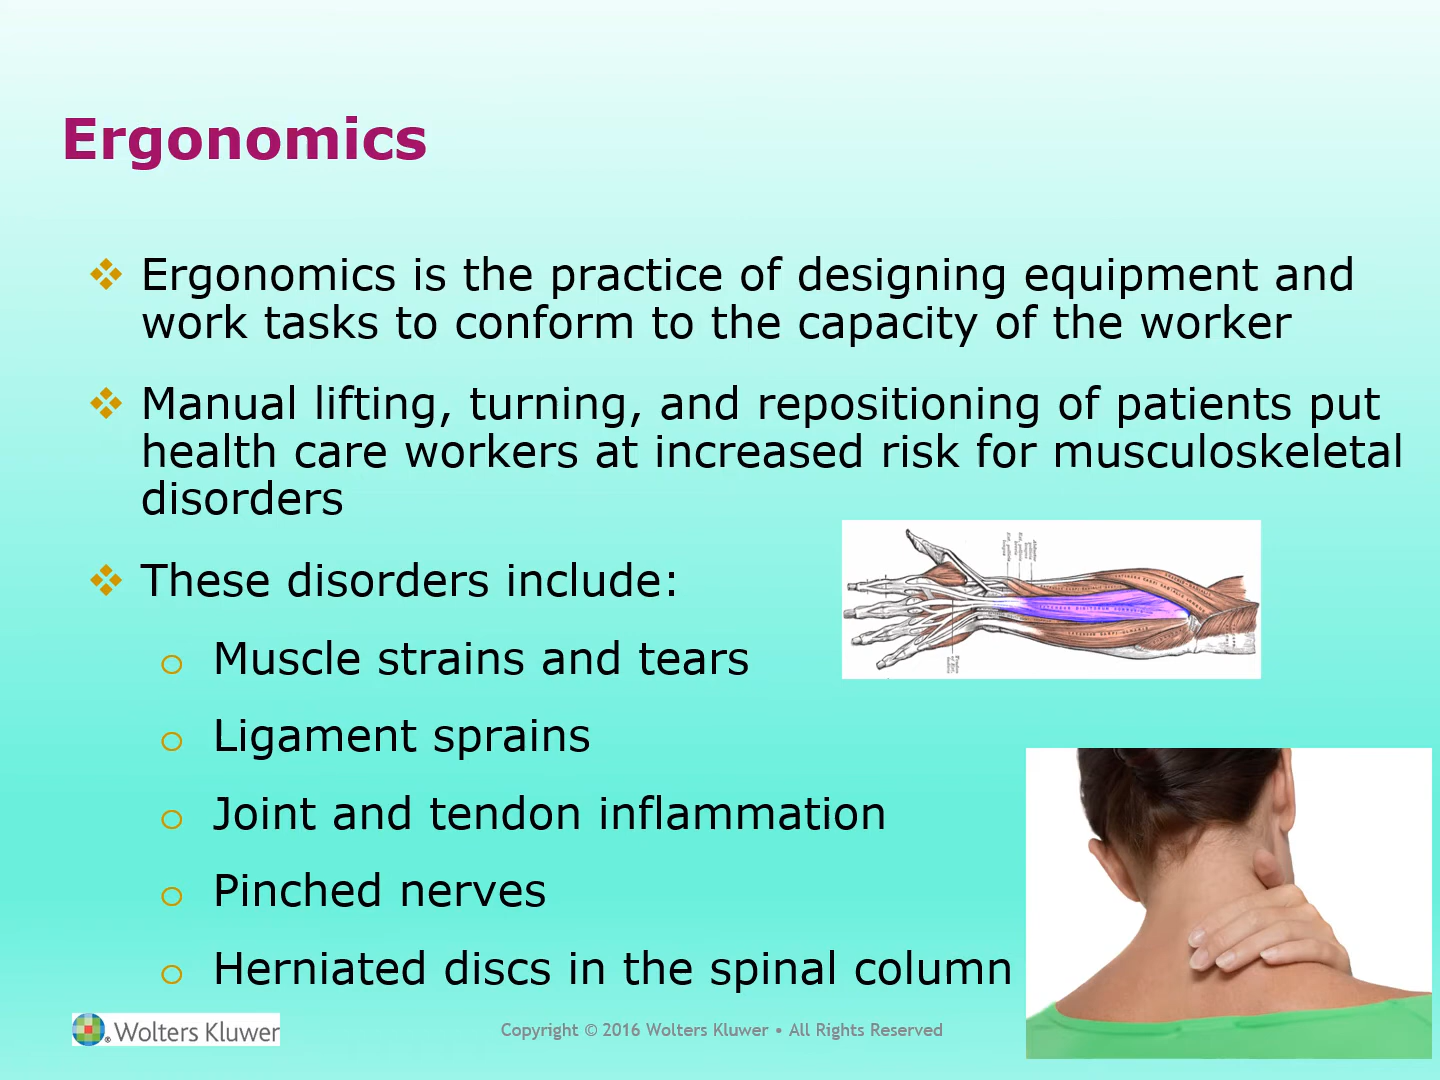 Ergonomics
❖ Ergonomics is the practice of designing equipment and
work tasks to conform to the capacity of the worker
❖ Manual lifting, turning, and repositioning of patients put
health care workers at increased risk for musculoskeletal
disorders
❖ These disorders include:
o Muscle strains and tears
o Ligament sprains
o Joint and tendon inflammation
o Pinched nerves
o Herniated discs in the spinal column
® Wolters Kluwer
Copyright © 2016 Wolters Kluwer • All Rights Reserved